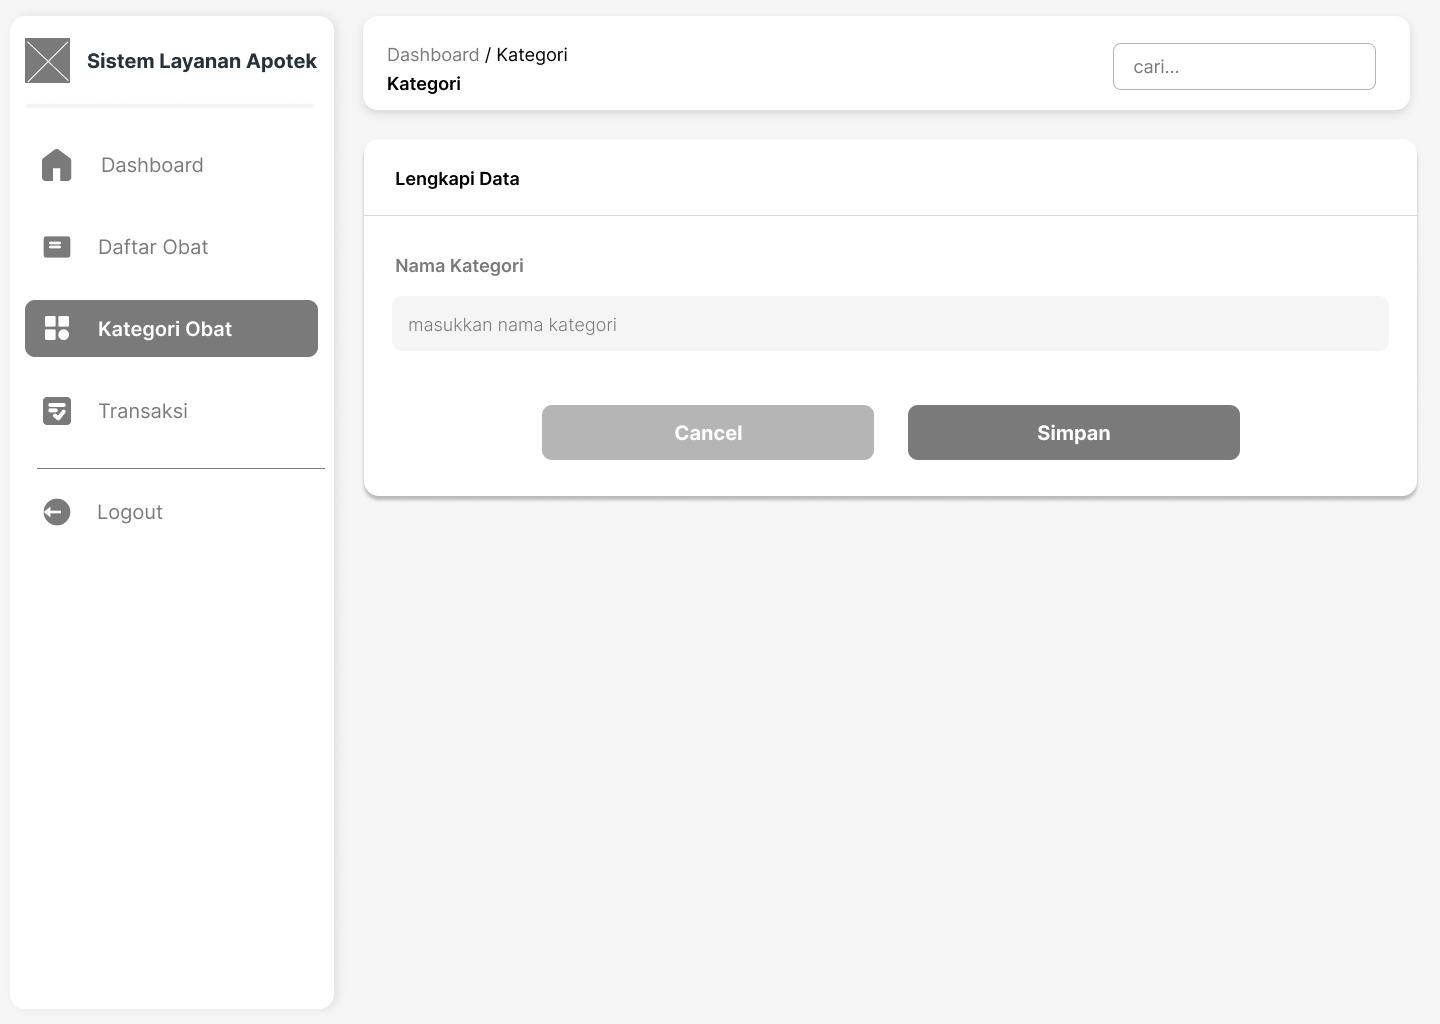 Sistem Layanan Apotek
Dashboard
Daftar Obat
Kategori Obat
Transaksi
Logout
Dashboard / Kategori
Kategori
cari...
Lengkapi Data
Nama Kategori
masukkan nama kategori
Cancel
Simpan